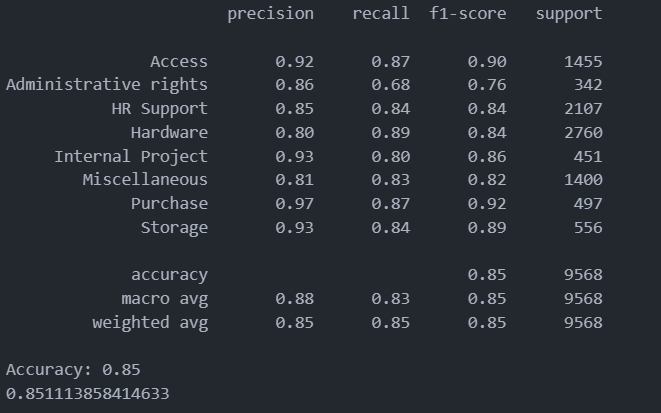 precision recall f1-score support
Access 0.92 0.87 0.90 1455
Administrative rights 0.86 0.68 0.76 342
HR Support 0.85 0.84 0.84 2107
Hardware 0.80 0.89 0.84 2760
Internal Project 0.93 0.80 0.86 451
Miscellaneous 0.81 0.83 0.82 1400
Purchase 0.97 0.87 0.92 497
Storage 0.93 0.84 0.89 556
accuracy 0.85 9568
macro avg 0.88 0.83 0.85 9568
weighted avg 0.85 0.85 0.85 9568
Accuracy: 0.85
0.851113858414633